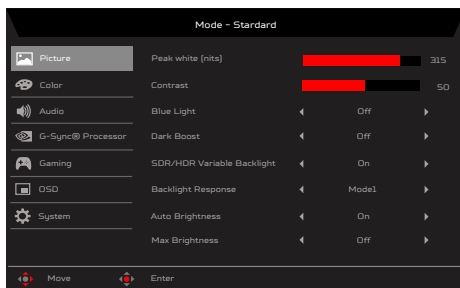 Mode - Stardard
Picture
Peak white (nits) 315
Color
Contrast 50
Audio
Blue Light Off
G-Sync® Processor
Dark Boost Off
Gaming
SDR/HDR Variable Backlight On
OSD
Backlight Response Mode1
System
Auto Brightness On
Max Brightness Off
Move Enter